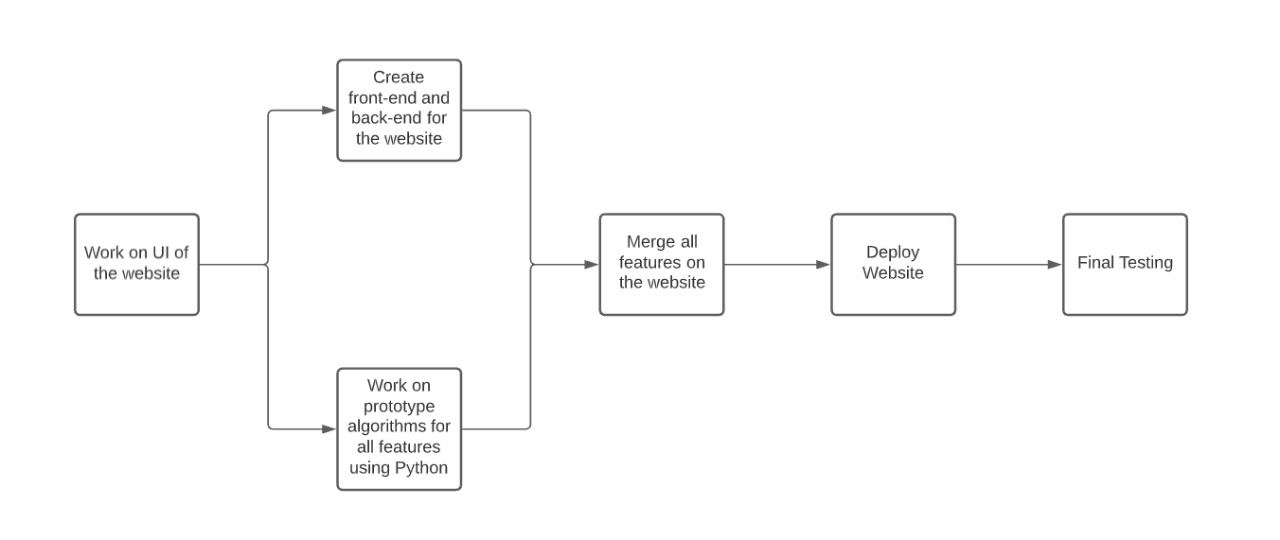 Work on UI of
the website
Create
front-end and
back-end for
the website
Work on
prototype
algorithms for
all features
using Python
Merge all
features on
the website
Deploy
Website
Final Testing